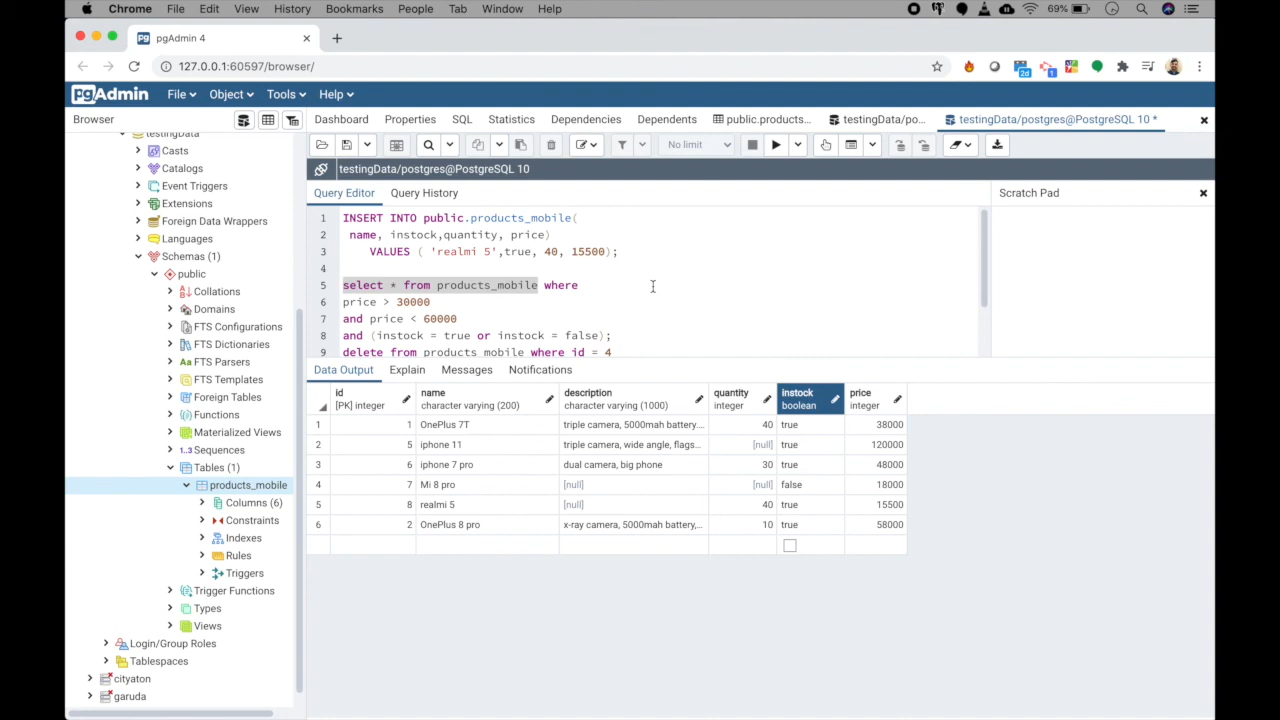 Chrome File Edit View History Bookmarks People Tab Window Help 69%
pgAdmin 4
127.0.0.1:60597/browser/
2d 1
pgAdmin File Object Tools Help
Browser
Dashboard Properties SQL Statistics Dependencies Dependents public.products... testingData/po... testingData/postgres@PostgreSQL 10 *
testingData
Casts
Catalogs
Event Triggers
Extensions
Foreign Data Wrappers
Languages
Schemas (1)
public
Collations
Domains
FTS Configurations
FTS Dictionaries
Aa FTS Parsers
FTS Templates
Foreign Tables
Functions
Materialized Views
1..3 Sequences
Tables (1)
products_mobile
Columns (6)
Constraints
Indexes
Rules
Triggers
Trigger Functions
Types
Views
Login/Group Roles
Tablespaces
cityaton
garuda
No limit
testingData/postgres@PostgreSQL 10
Query Editor Query History
Scratch Pad
1 INSERT INTO public.products_mobile(
2 name, instock,quantity, price)
3 VALUES ( 'realmi 5',true, 40, 15500);
4
5 select * from products_mobile where
6 price > 30000
7 and price < 60000
8 and (instock = true or instock = false);
9 delete from products_mobile where id = 4
Data Output Explain Messages Notifications
id name description quantity instock price
[PK] integer character varying (200) character varying (1000) integer boolean integer
1 1 OnePlus 7T triple camera, 5000mah battery.... 40 true 38000
2 5 iphone 11 triple camera, wide angle, flags... [null] true 120000
3 6 iphone 7 pro dual camera, big phone 30 true 48000
4 7 Mi 8 pro [null] [null] false 18000
5 8 realmi 5 [null] 40 true 15500
6 2 OnePlus 8 pro x-ray camera, 5000mah battery,... 10 true 58000